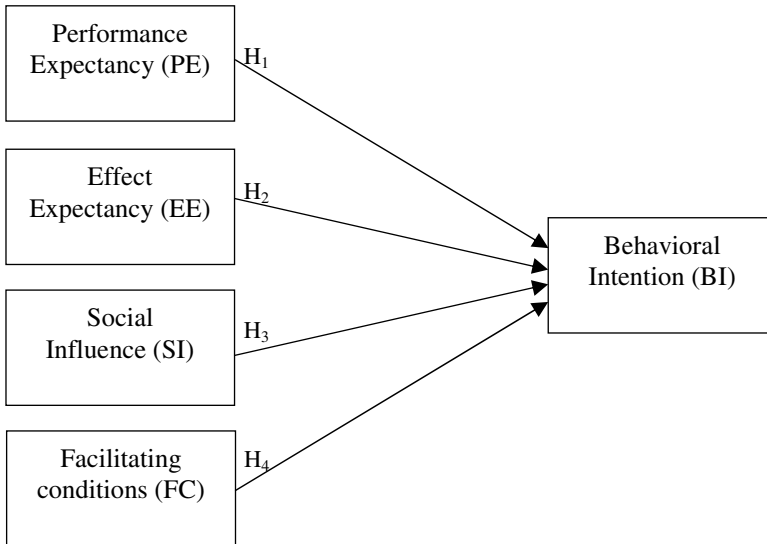 Performance
Expectancy (PE)
H₁
Effect
Expectancy (EE)
H₂
Social
Influence (SI)
H₃
Facilitating
conditions (FC)
H₄
Behavioral
Intention (BI)